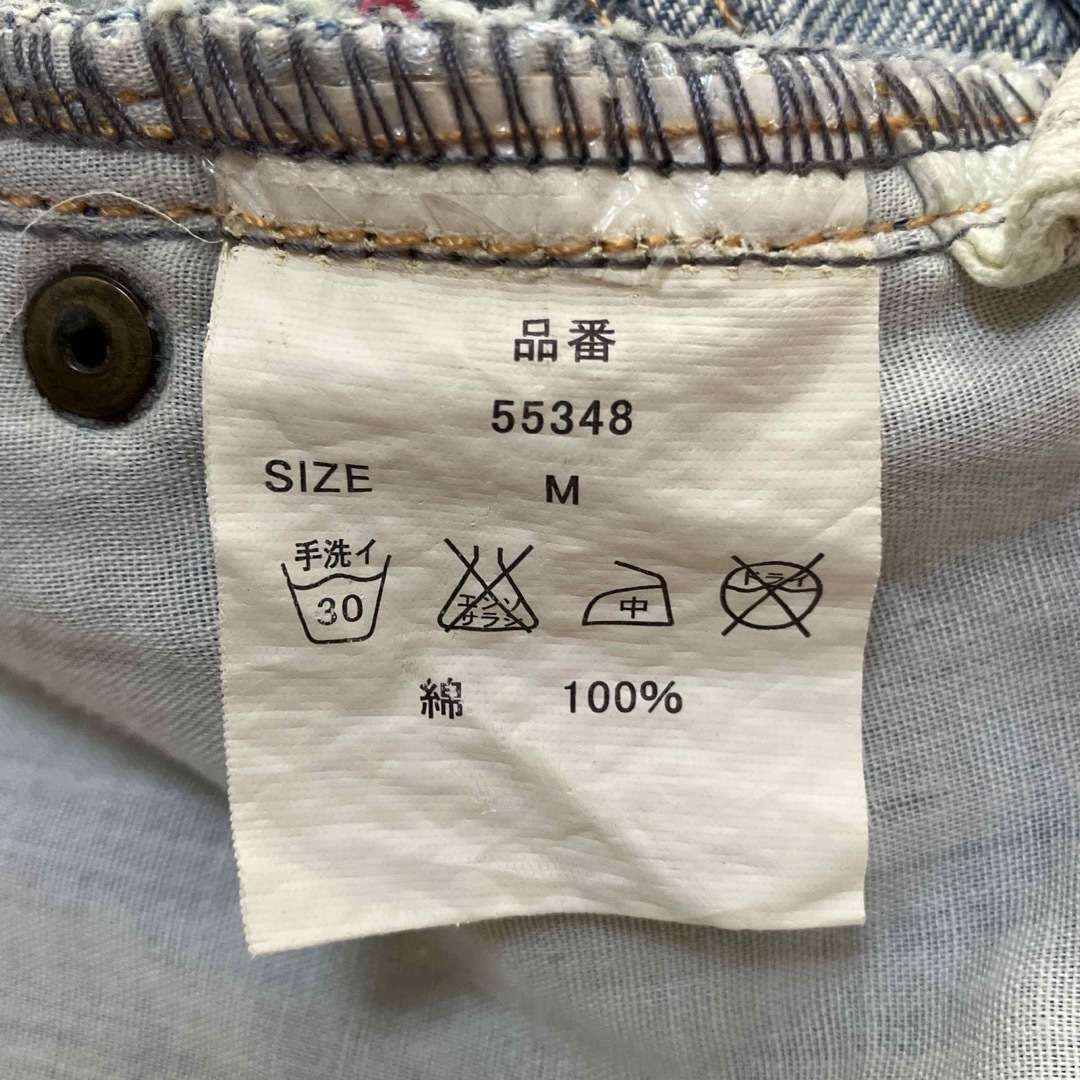 品番
55348
SIZE M
手洗イ
30
エンソ
サラシ
中
ドライ
綿 100%